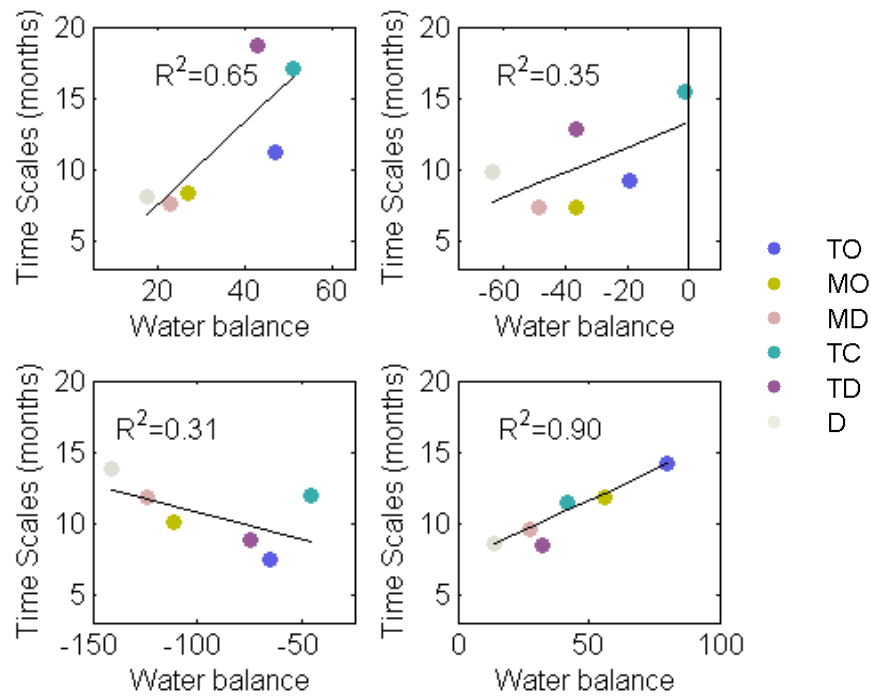 20
15
10
5
Time Scales (months)
R²=0.65
20 40 60
Water balance
20
15
10
5
Time Scales (months)
R²=0.35
-60 -40 -20 0
Water balance
20
15
10
5
Time Scales (months)
R²=0.31
-150 -100 -50
Water balance
20
15
10
5
Time Scales (months)
R²=0.90
0 50 100
Water balance
TO
MO
MD
TC
TD
D